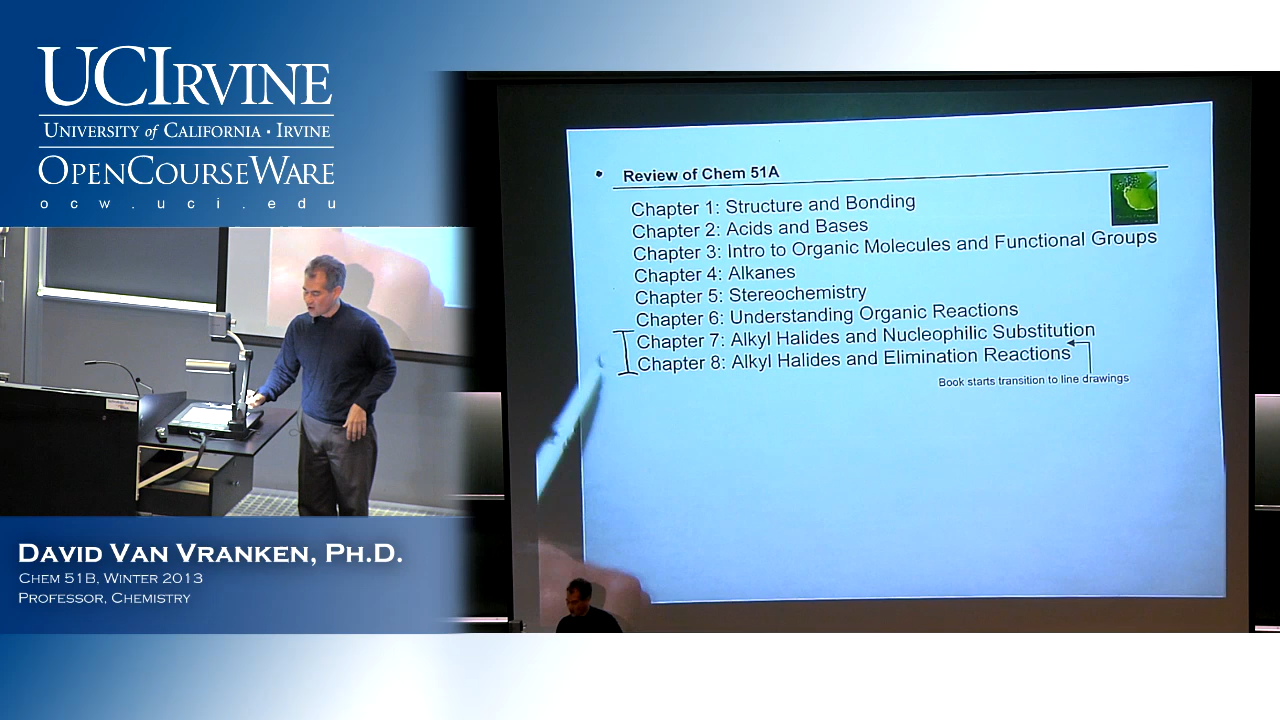 UCIRVINE
UNIVERSITY of CALIFORNIA · IRVINE
OPENCOURSEWARE
ocw.uci.edu
• Review of Chem 51A
Chapter 1: Structure and Bonding
Chapter 2: Acids and Bases
Chapter 3: Intro to Organic Molecules and Functional Groups
Chapter 4: Alkanes
Chapter 5: Stereochemistry
Chapter 6: Understanding Organic Reactions
Chapter 7: Alkyl Halides and Nucleophilic Substitution
Chapter 8: Alkyl Halides and Elimination Reactions
Book starts transition to line drawings
DAVID VAN VRANKEN, PH.D.
CHEM 51B, WINTER 2013
PROFESSOR, CHEMISTRY